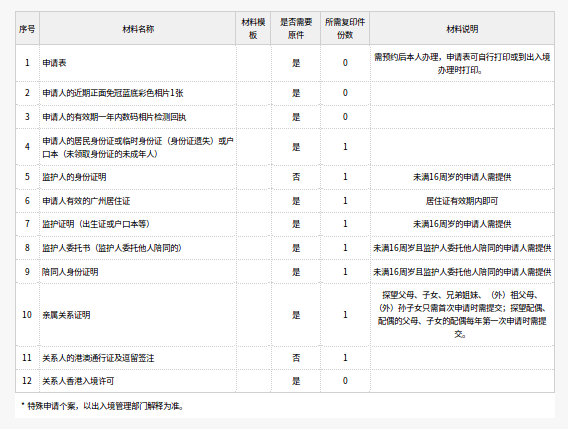 序号 材料名称 材料模板 是否需要原件 所需复印件份数 材料说明
1 申请表 是 0 需预约后本人办理，申请表可自行打印或到出入境办理时打印。
2 申请人的近期正面免冠蓝底彩色相片1张 是 0
3 申请人的有效期一年内数码相片检测回执 是 0
4 申请人的居民身份证或临时身份证（身份证遗失）或户口本（未领取身份证的未成年人） 是 1
5 监护人的身份证明 否 1 未满16周岁的申请人需提供
6 申请人有效的广州居住证 是 1 居住证有效期内即可
7 监护证明（出生证或户口本等） 是 1 未满16周岁的申请人需提供
8 监护人委托书（监护人委托他人陪同的） 是 1 未满16周岁且监护人委托他人陪同的申请人需提供
9 陪同人身份证明 是 1 未满16周岁且监护人委托他人陪同的申请人需提供
10 亲属关系证明 是 1 探望父母、子女、兄弟姐妹、（外）祖父母、（外）孙子女只需首次申请时需提交；探望配偶、配偶的父母、子女的配偶每年第一次申请时需提交。
11 关系人的港澳通行证及逗留签注 否 1
12 关系人香港入境许可 是 0
* 特殊申请个案，以出入境管理部门解释为准。